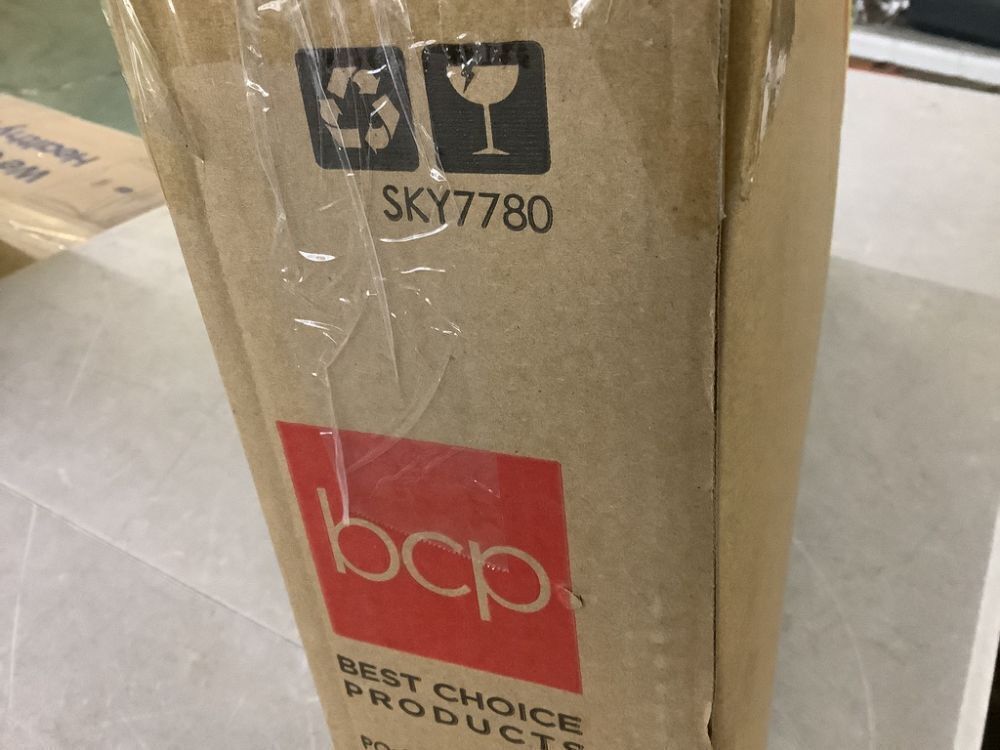 SKY7780
bcp
BEST CHOICE
PRODUCTS